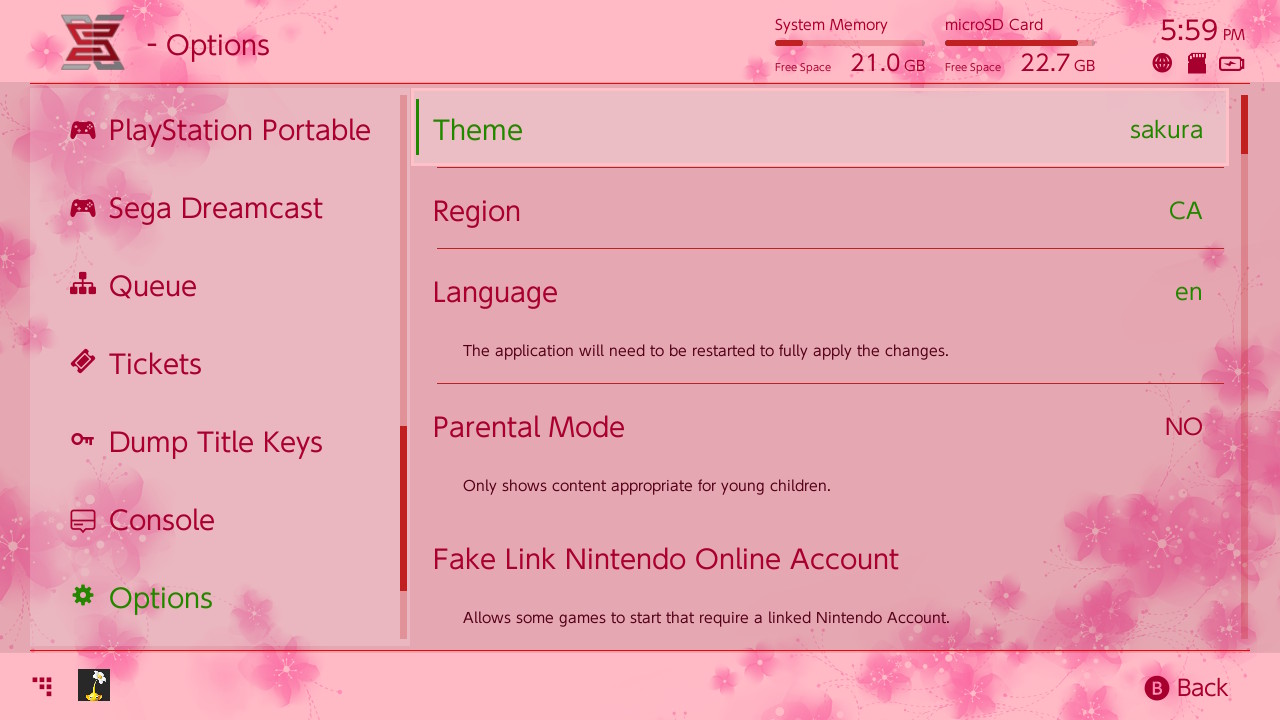 - Options
System Memory
Free Space 21.0 GB
microSD Card
Free Space 22.7 GB
5:59 PM
PlayStation Portable
Sega Dreamcast
Queue
Tickets
Dump Title Keys
Console
Options
Theme sakura
Region CA
Language en
The application will need to be restarted to fully apply the changes.
Parental Mode NO
Only shows content appropriate for young children.
Fake Link Nintendo Online Account
Allows some games to start that require a linked Nintendo Account.
B Back